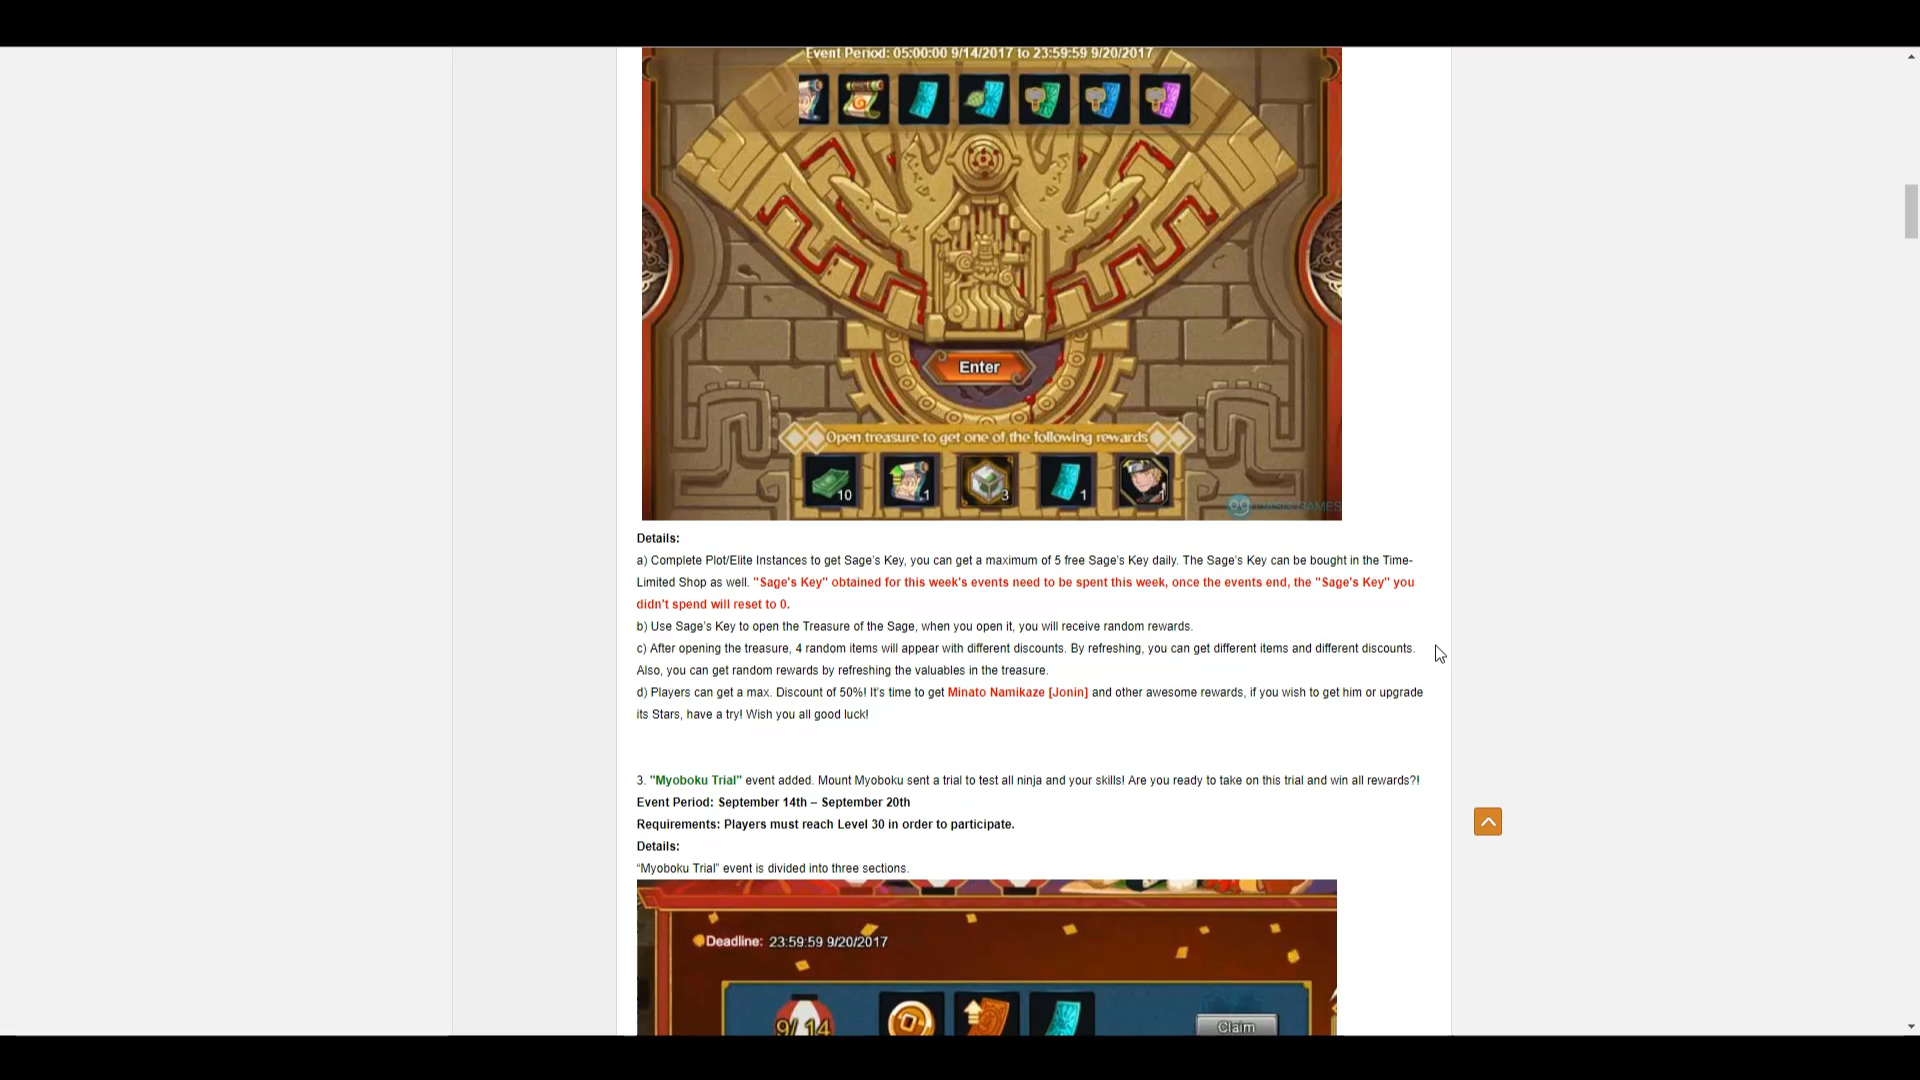 Event Period: 05:00:00 9/14/2017 to 23:59:59 9/20/2017
Enter
Open treasure to get one of the following rewards
10
1
3
1
1
OASIS GAMES
Details:
a) Complete Plot/Elite Instances to get Sage's Key, you can get a maximum of 5 free Sage's Key daily. The Sage's Key can be bought in the Time-
Limited Shop as well. "Sage's Key" obtained for this week's events need to be spent this week, once the events end, the "Sage's Key" you
didn't spend will reset to 0.
b) Use Sage's Key to open the Treasure of the Sage, when you open it, you will receive random rewards.
c) After opening the treasure, 4 random items will appear with different discounts. By refreshing, you can get different items and different discounts.
Also, you can get random rewards by refreshing the valuables in the treasure.
d) Players can get a max. Discount of 50%! It's time to get Minato Namikaze [Jonin] and other awesome rewards, if you wish to get him or upgrade
its Stars, have a try! Wish you all good luck!
3. "Myoboku Trial" event added. Mount Myoboku sent a trial to test all ninja and your skills! Are you ready to take on this trial and win all rewards?!
Event Period: September 14th – September 20th
Requirements: Players must reach Level 30 in order to participate.
Details:
“Myoboku Trial” event is divided into three sections.
Deadline: 23:59:59 9/20/2017
9/14
Claim